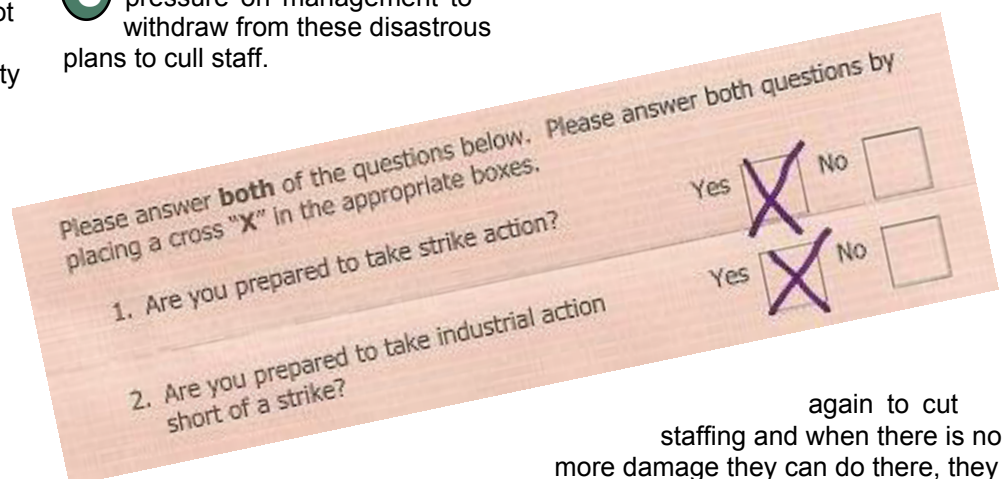 ot
ty
pressure on management to
withdraw from these disastrous
plans to cull staff.
Please answer both of the questions below. Please answer both questions by
placing a cross "X" in the appropriate boxes.
1. Are you prepared to take strike action?
Yes
No
2. Are you prepared to take industrial action
short of a strike?
Yes
No
again to cut
staffing and when there is no
more damage they can do there, they